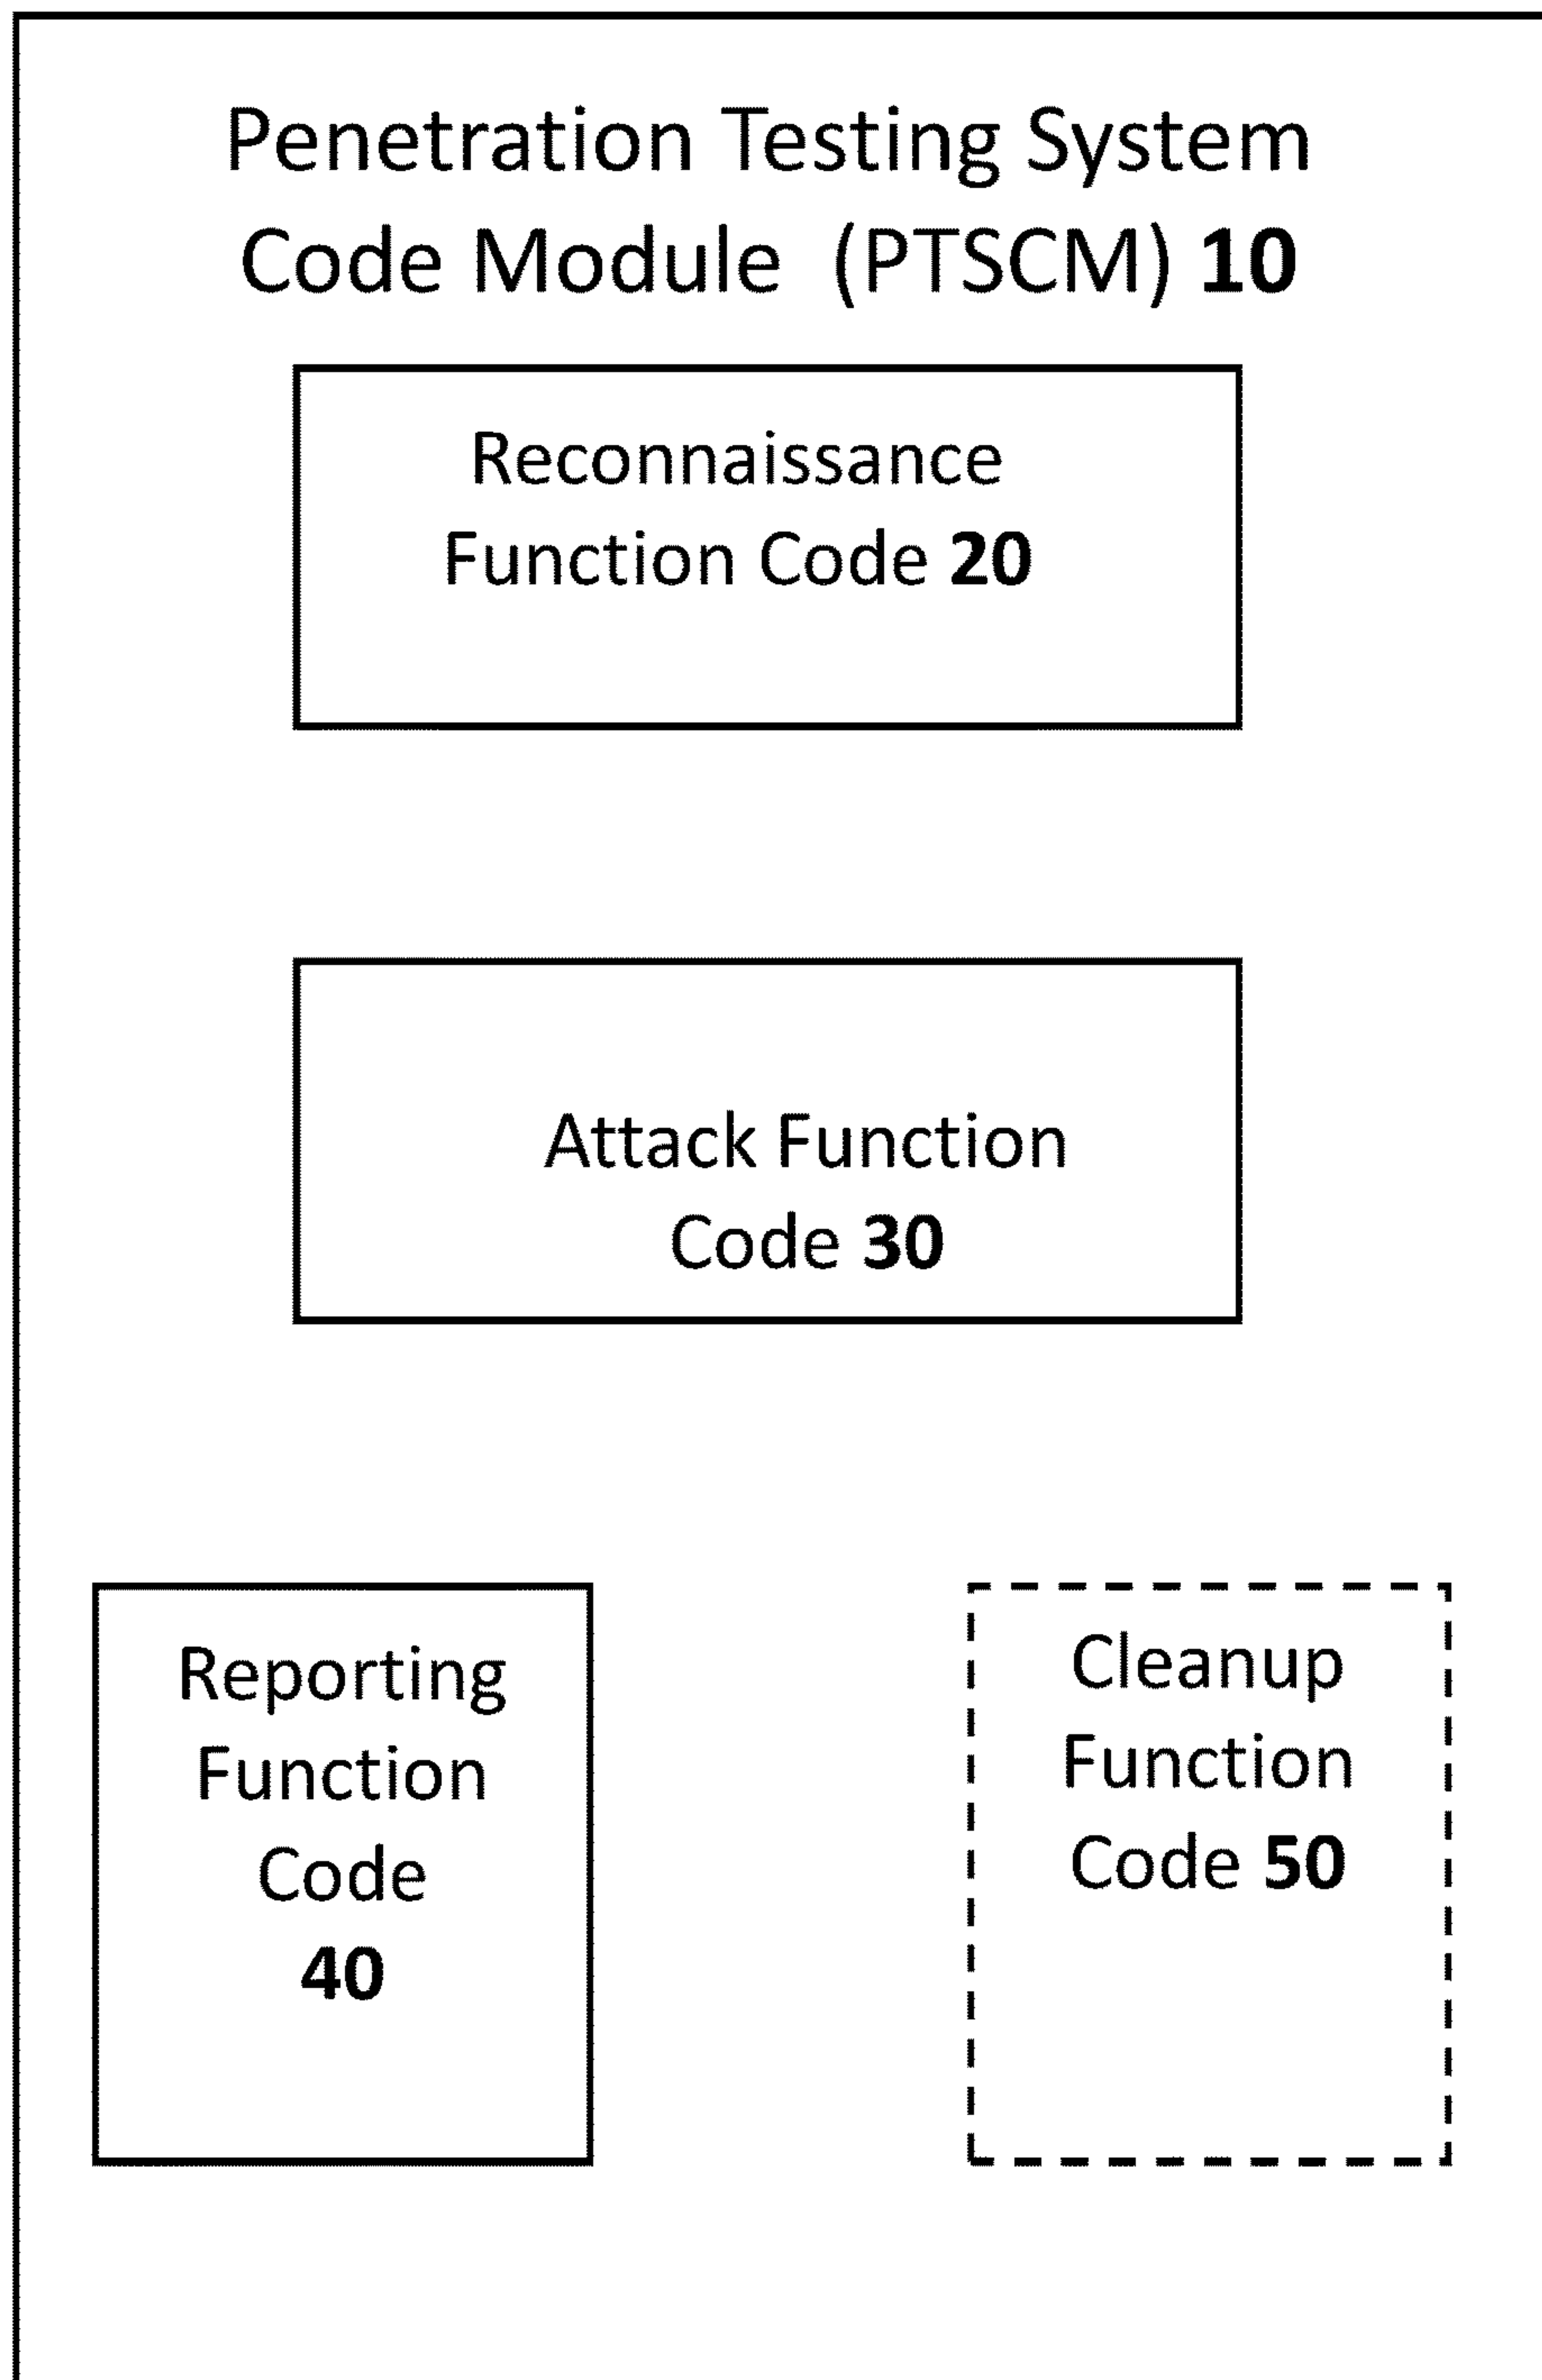 Penetration Testing System
Code Module (PTSCM) 10
Reconnaissance
Function Code 20
Attack Function
Code 30
Reporting
Function
Code
40
Cleanup
Function
Code 50